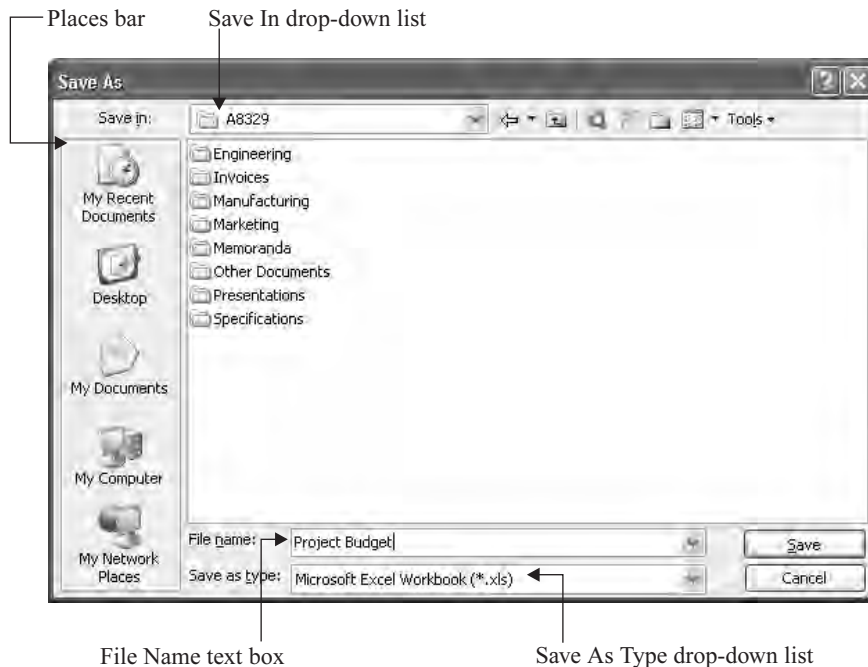 Places bar
Save In drop-down list
Save As
Save in:
A8329
Tools
My Recent
Documents
Desktop
My Documents
My Computer
My Network
Places
Engineering
Invoices
Manufacturing
Marketing
Memoranda
Other Documents
Presentations
Specifications
File name:
Project Budget
Save
Save as type:
Microsoft Excel Workbook (*.xls)
Cancel
File Name text box
Save As Type drop-down list